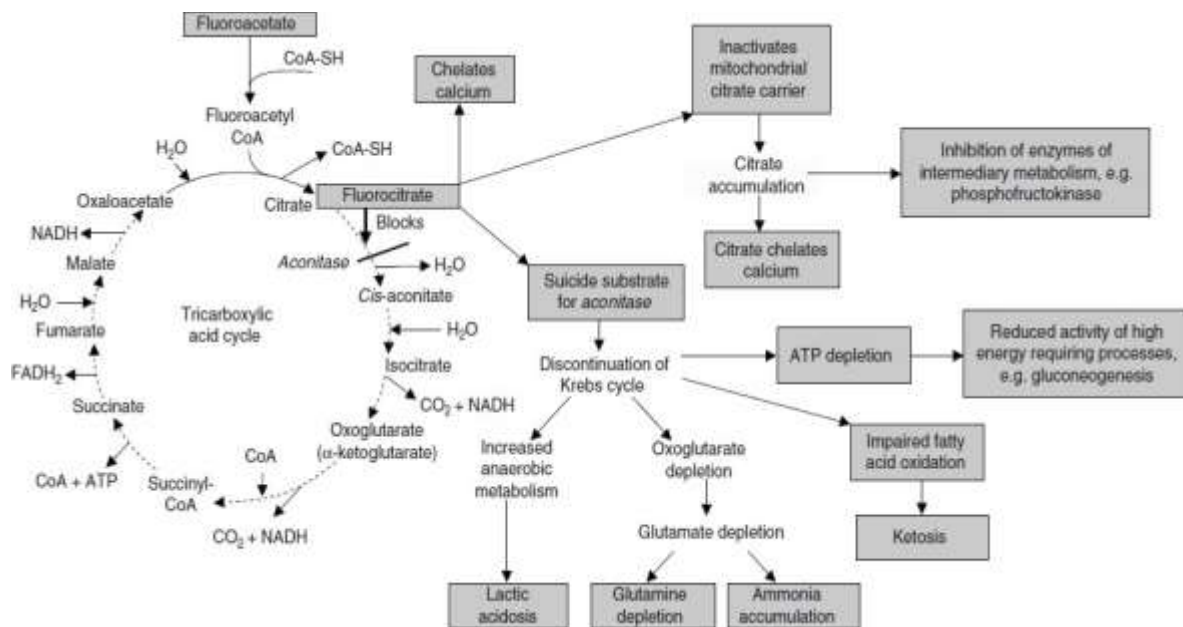 Fluoroacetate
CoA-SH
Fluoroacetyl
CoA
H2O
CoA-SH
Oxaloacetate
Citrate
Fluorocitrate
Blocks
NADH
Aconitase
H2O
Malate
Cis-aconitate
H2O
Tricarboxylic
acid cycle
H2O
Fumarate
Isocitrate
FADH2
CO2 + NADH
Succinate
Oxoglutarate
(α-ketoglutarate)
CoA
CoA + ATP
Succinyl-
CoA
CO2 + NADH
Chelates
calcium
Inactivates
mitochondrial
citrate carrier
Citrate
accumulation
Inhibition of enzymes of
intermediary metabolism, e.g.
phosphofructokinase
Citrate chelates
calcium
Suicide substrate
for aconitase
Discontinuation of
Krebs cycle
ATP depletion
Reduced activity of high
energy requiring processes,
e.g. gluconeogenesis
Increased
anaerobic
metabolism
Oxoglutarate
depletion
Impaired fatty
acid oxidation
Glutamate depletion
Ketosis
Lactic
acidosis
Glutamine
depletion
Ammonia
accumulation